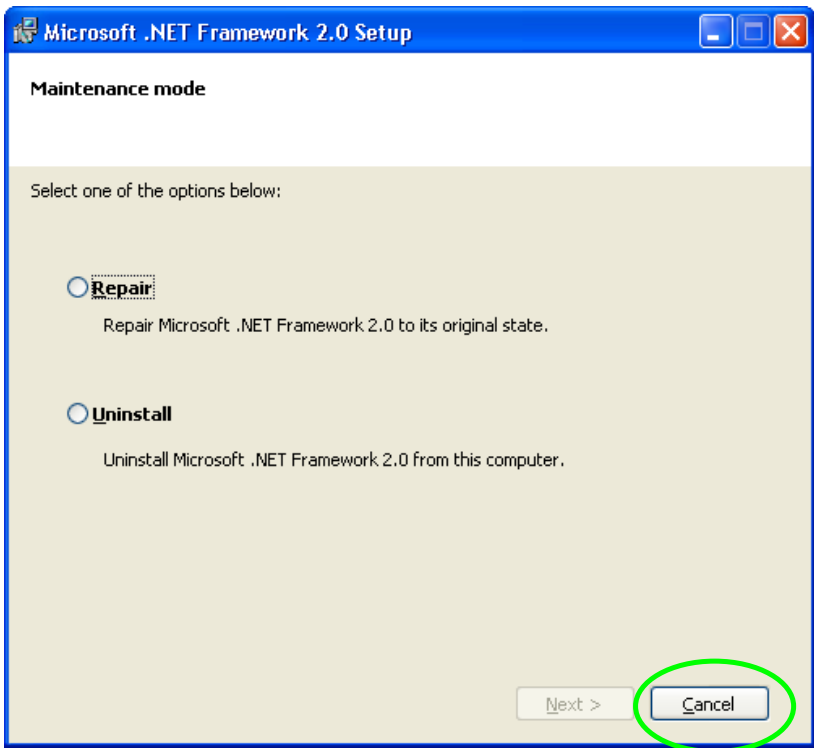 Microsoft .NET Framework 2.0 Setup
Maintenance mode
Select one of the options below:
Repair
Repair Microsoft .NET Framework 2.0 to its original state.
Uninstall
Uninstall Microsoft .NET Framework 2.0 from this computer.
Next > Cancel